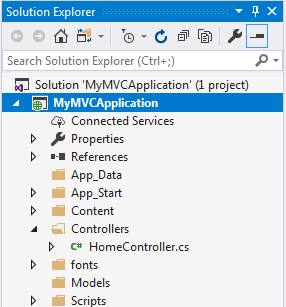 Solution Explorer
Search Solution Explorer (Ctrl+;)
Solution 'MyMVCApplication' (1 project)
MyMVCApplication
Connected Services
Properties
References
App_Data
App_Start
Content
Controllers
C# HomeController.cs
fonts
Models
Scripts